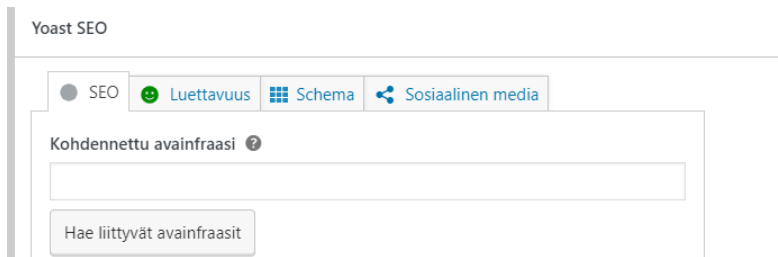 Yoast SEO
SEO Luettavuus Schema Sosiaalinen media
Kohdennettu avainfraasi ?
Hae liittyvät avainfraasit